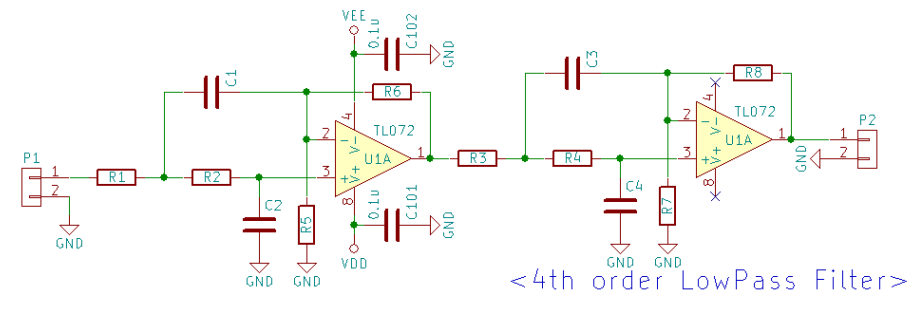 VEE
0.1u
C102
GND
C1
R6
4
TL072
2
V-
U1A
1
3
V+
8
P1
1
2
R1
R2
GND
C2
GND
R5
GND
0.1u
C101
GND
VDD
C3
R8
4
TL072
2
V-
U1A
1
3
V+
8
R3
R4
C4
GND
R7
GND
P2
1
2
GND
<4th order LowPass Filter>